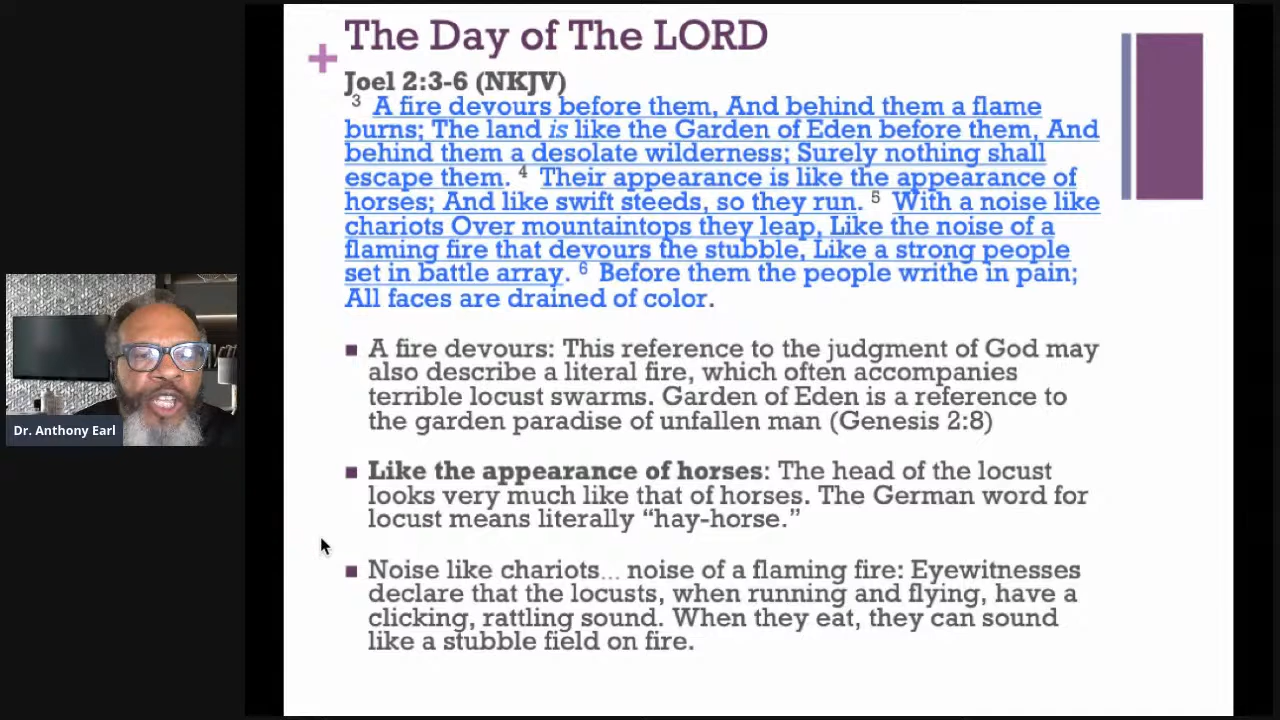 The Day of The LORD
+
Joel 2:3-6 (NKJV)
3 A fire devours before them, And behind them a flame
burns; The land is like the Garden of Eden before them, And
behind them a desolate wilderness; Surely nothing shall
escape them. 4 Their appearance is like the appearance of
horses; And like swift steeds, so they run. 5 With a noise like
chariots Over mountaintops they leap, Like the noise of a
flaming fire that devours the stubble, Like a strong people
set in battle array. 6 Before them the people writhe in pain;
All faces are drained of color.
A fire devours: This reference to the judgment of God may
also describe a literal fire, which often accompanies
terrible locust swarms. Garden of Eden is a reference to
the garden paradise of unfallen man (Genesis 2:8)
Like the appearance of horses: The head of the locust
looks very much like that of horses. The German word for
locust means literally “hay-horse.”
Noise like chariots... noise of a flaming fire: Eyewitnesses
declare that the locusts, when running and flying, have a
clicking, rattling sound. When they eat, they can sound
like a stubble field on fire.
Dr. Anthony Earl